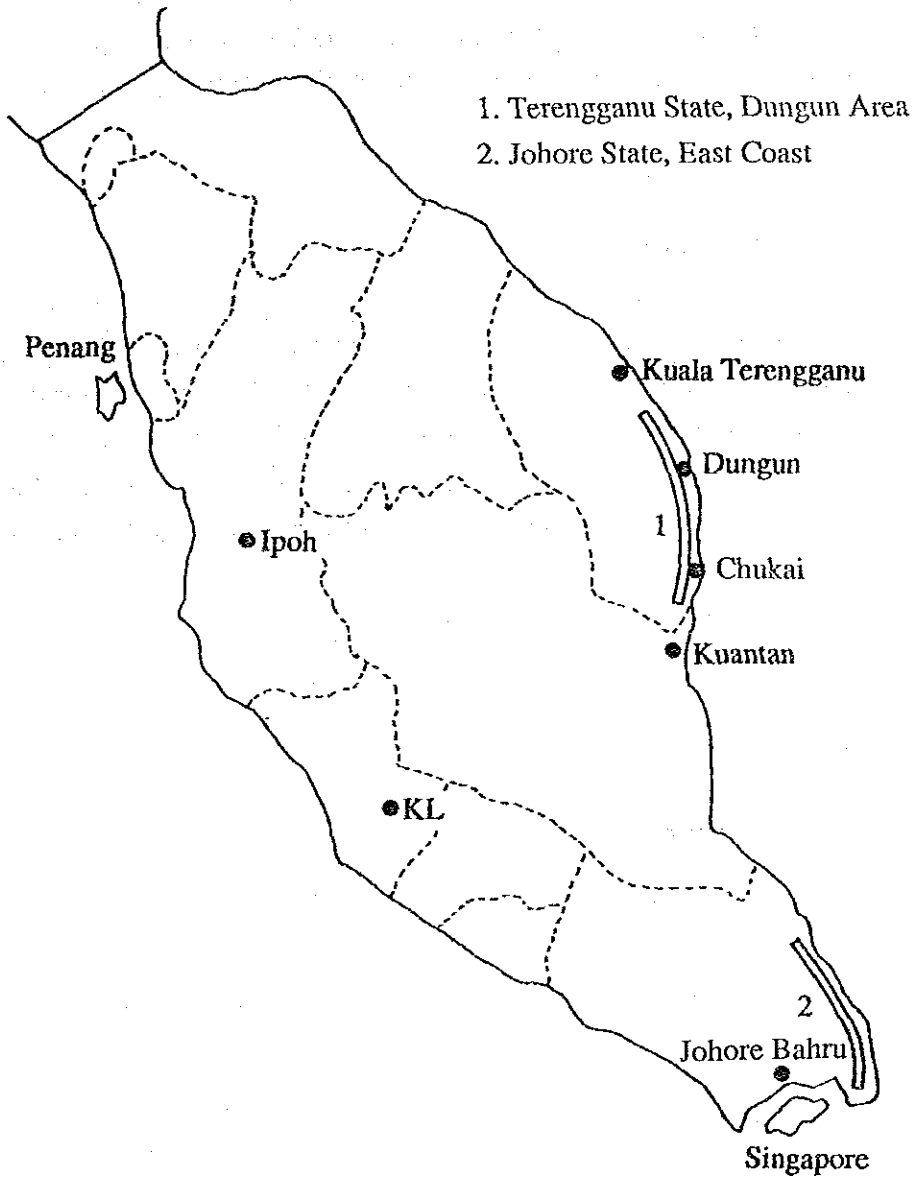 1. Terengganu State, Dungun Area
2. Johore State, East Coast
Penang
Kuala Terengganu
Dungun
1
Ipoh
Chukai
Kuantan
KL
2
Johore Bahru
Singapore